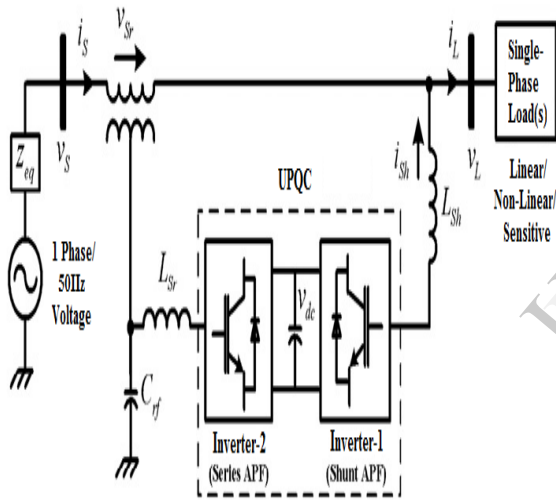 v_Sr
i_S
i_L
Single-
Phase
Load(s)
v_S
z_eq
i_Sh
v_L
Linear/
Non-Linear/
Sensitive
UPQC
L_Sh
1 Phase/
50Hz
Voltage
L_Sr
v_dc
C_rf
Inverter-2
(Series APF)
Inverter-1
(Shunt APF)